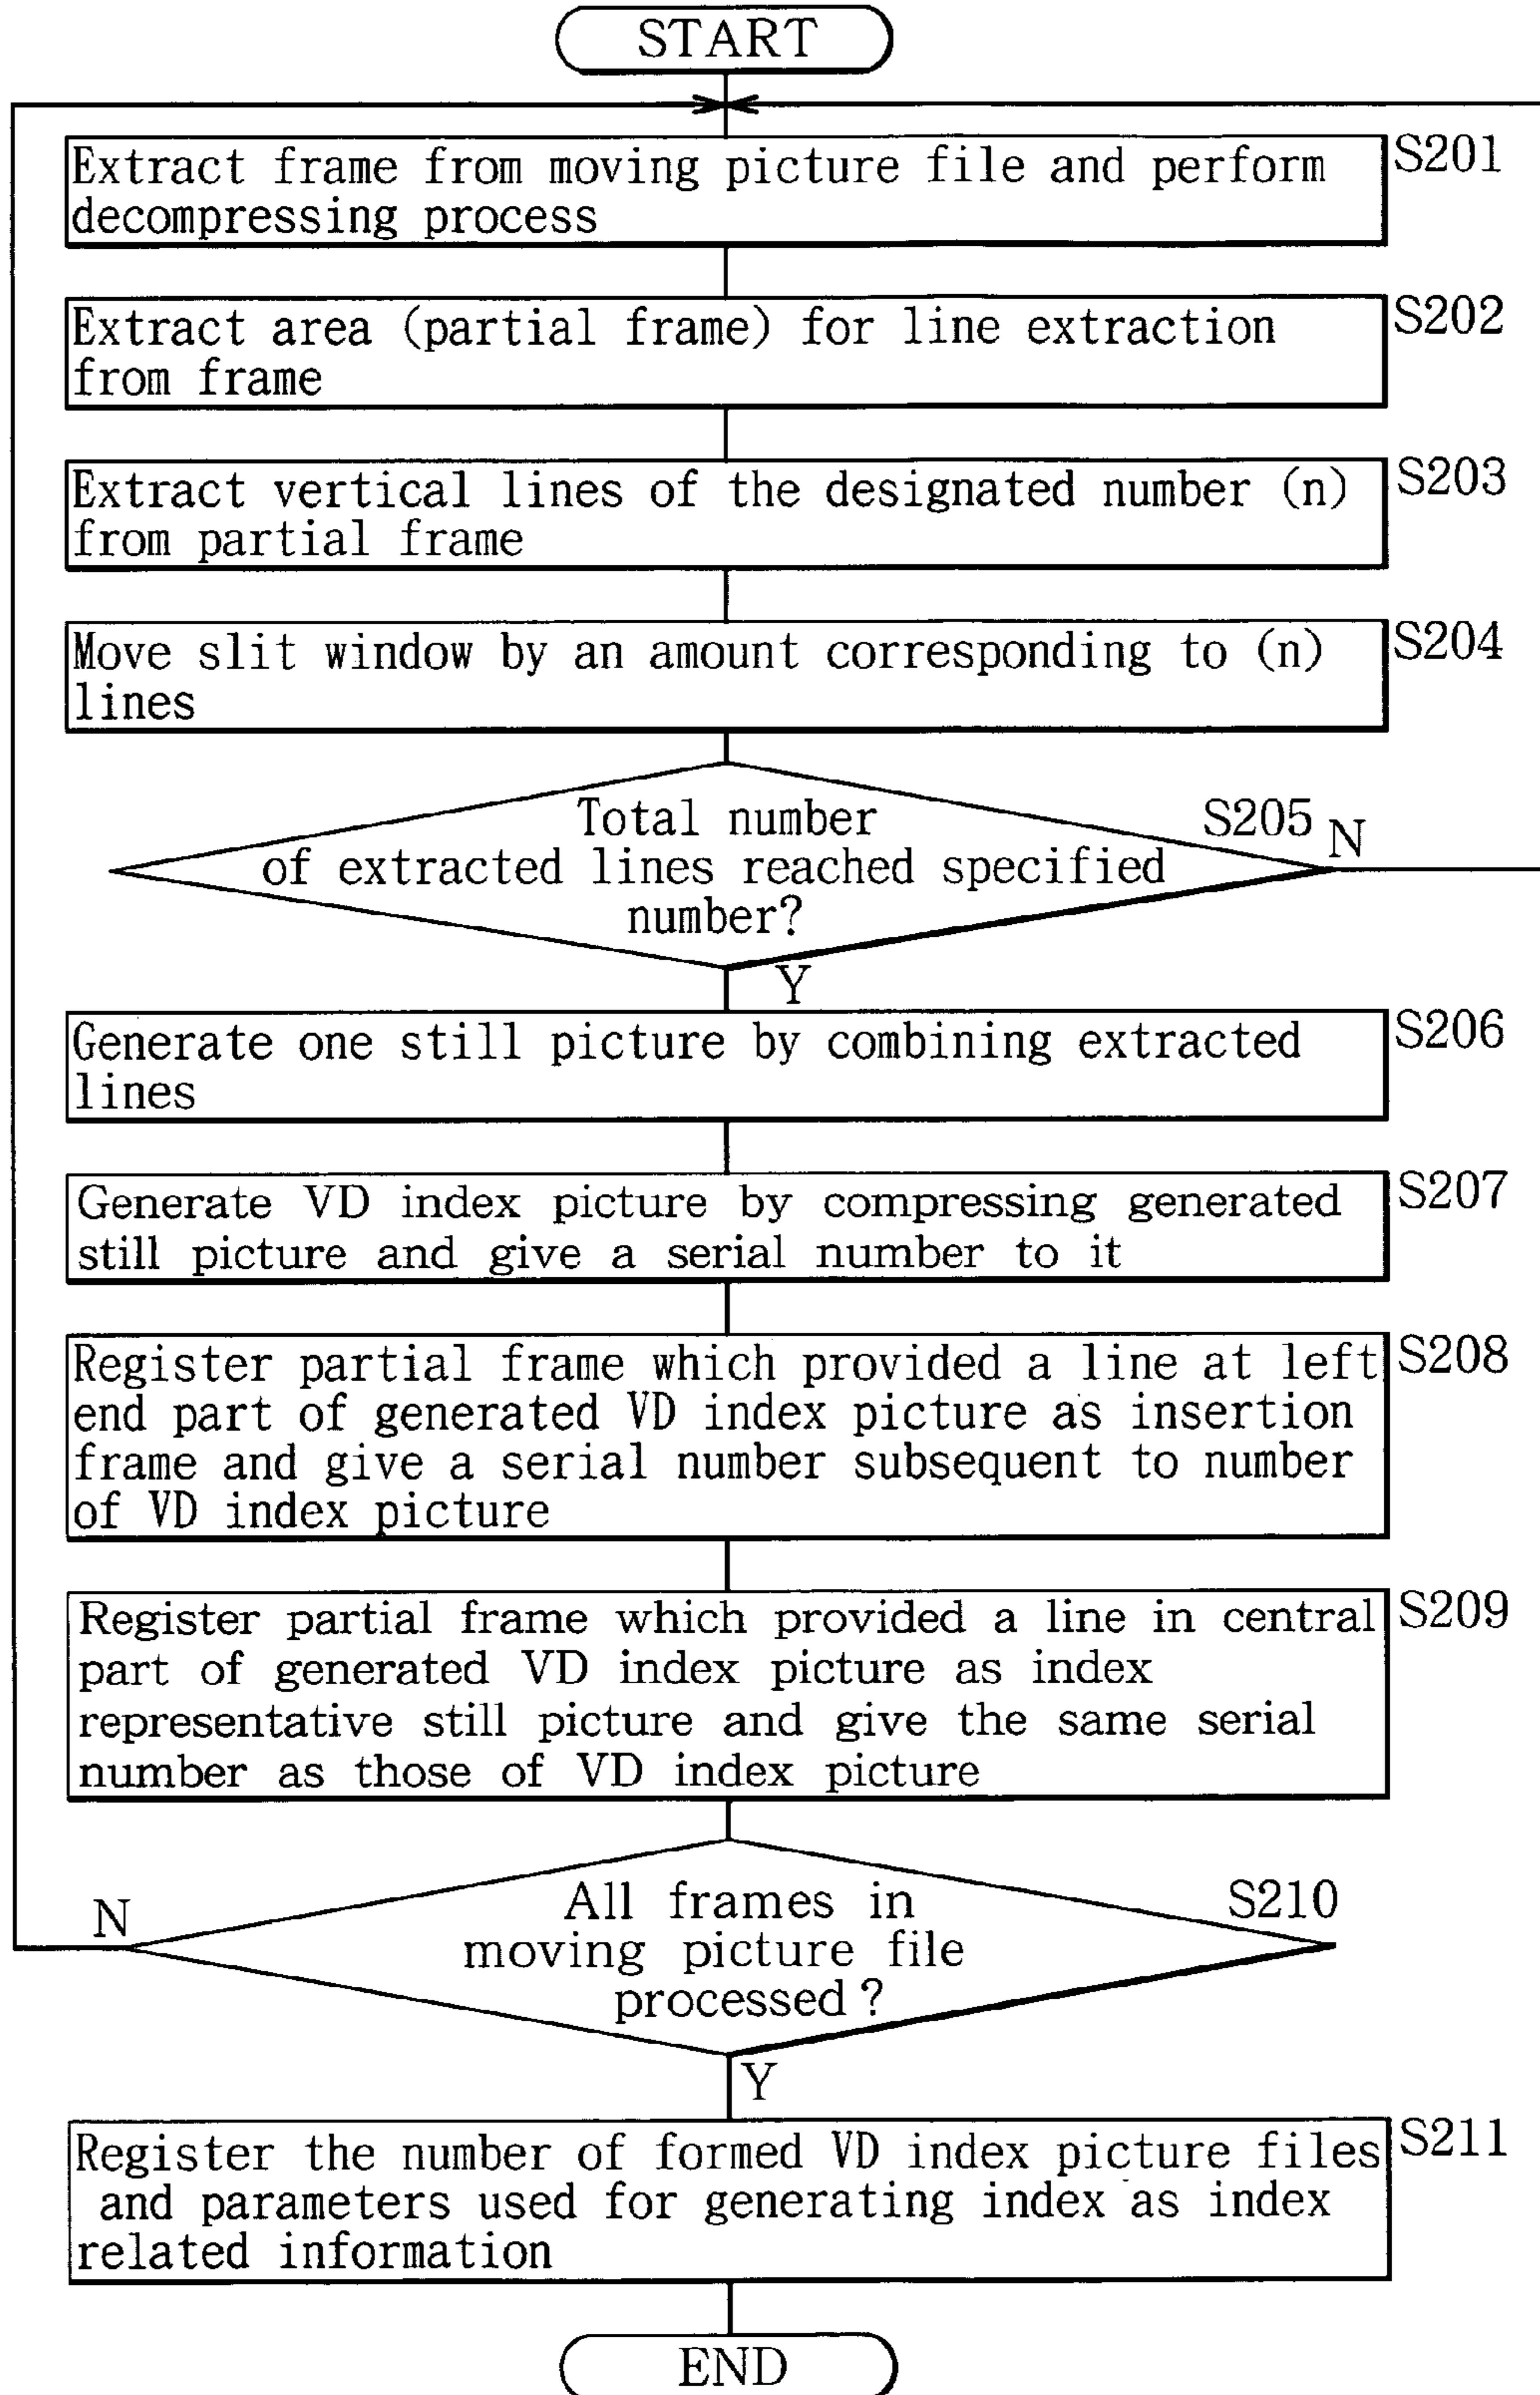 START
Extract frame from moving picture file and perform
decompressing process
S201
Extract area (partial frame) for line extraction
from frame
S202
Extract vertical lines of the designated number (n)
from partial frame
S203
Move slit window by an amount corresponding to (n)
lines
S204
Total number
of extracted lines reached specified
number?
S205
N
Y
Generate one still picture by combining extracted
lines
S206
Generate VD index picture by compressing generated
still picture and give a serial number to it
S207
Register partial frame which provided a line at left
end part of generated VD index picture as insertion
frame and give a serial number subsequent to number
of VD index picture
S208
Register partial frame which provided a line in central
part of generated VD index picture as index
representative still picture and give the same serial
number as those of VD index picture
S209
All frames in
moving picture file
processed ?
S210
N
Y
Register the number of formed VD index picture files
and parameters used for generating index as index
related information
S211
END